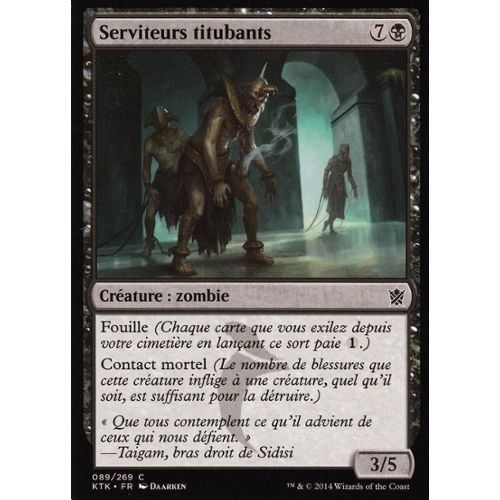 Serviteurs titubants 7
Créature : zombie
Fouille (Chaque carte que vous exilez depuis
votre cimetière en lançant ce sort paie 1.)
Contact mortel (Le nombre de blessures que
cette créature inflige à une créature, quel qu'il
soit, est suffisant pour la détruire.)
« Que tous contemplent ce qu'il advient de
ceux qui nous défient. »
—Taigam, bras droit de Sidisi
3/5
089/269 C
KTK • FR DAARKEN
™ & © 2014 Wizards of the Coast